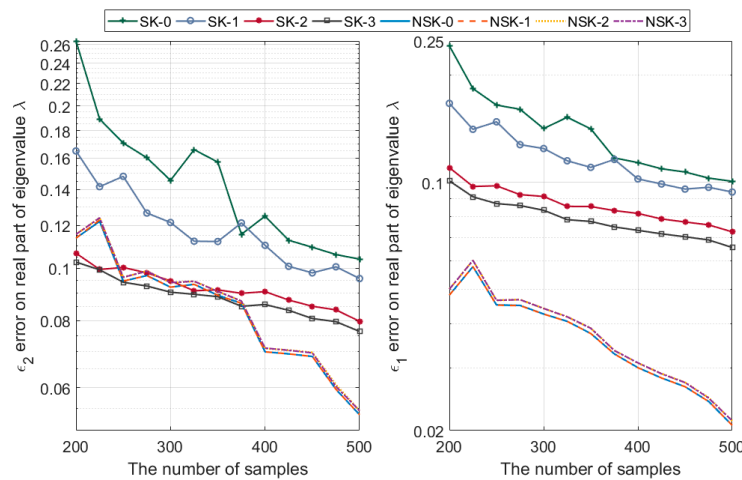 SK-0 SK-1 SK-2 SK-3 NSK-0 NSK-1 NSK-2 NSK-3
0.26
0.24
0.22
0.2
0.18
0.16
0.14
0.12
0.1
0.08
0.06
200 300 400 500
The number of samples
ϵ2 error on real part of eigenvalue λ
0.25
0.1
0.02
200 300 400 500
The number of samples
ϵ1 error on real part of eigenvalue λ